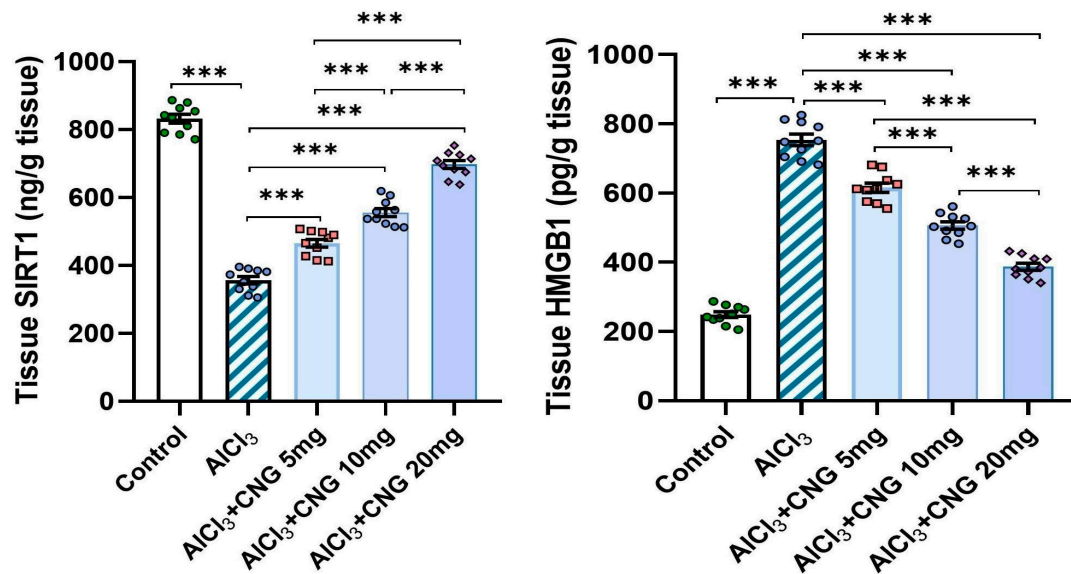 ***
***
***
***
***
***
***
1000
800
600
400
200
0
Tissue SIRT1 (ng/g tissue)
Control
AlCl₃
AlCl₃+CNG 5mg
AlCl₃+CNG 10mg
AlCl₃+CNG 20mg
***
***
***
***
***
***
***
1000
800
600
400
200
0
Tissue HMGB1 (pg/g tissue)
Control
AlCl₃
AlCl₃+CNG 5mg
AlCl₃+CNG 10mg
AlCl₃+CNG 20mg